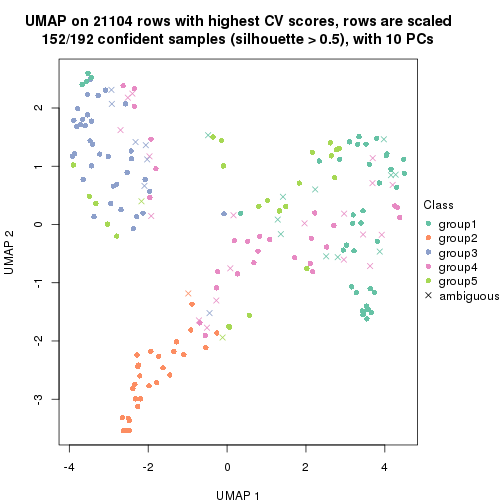 UMAP on 21104 rows with highest CV scores, rows are scaled
152/192 confident samples (silhouette > 0.5), with 10 PCs
2
1
0
-1
-2
-3
UMAP 2
-4 -2 0 2 4
UMAP 1
Class
group1
group2
group3
group4
group5
ambiguous